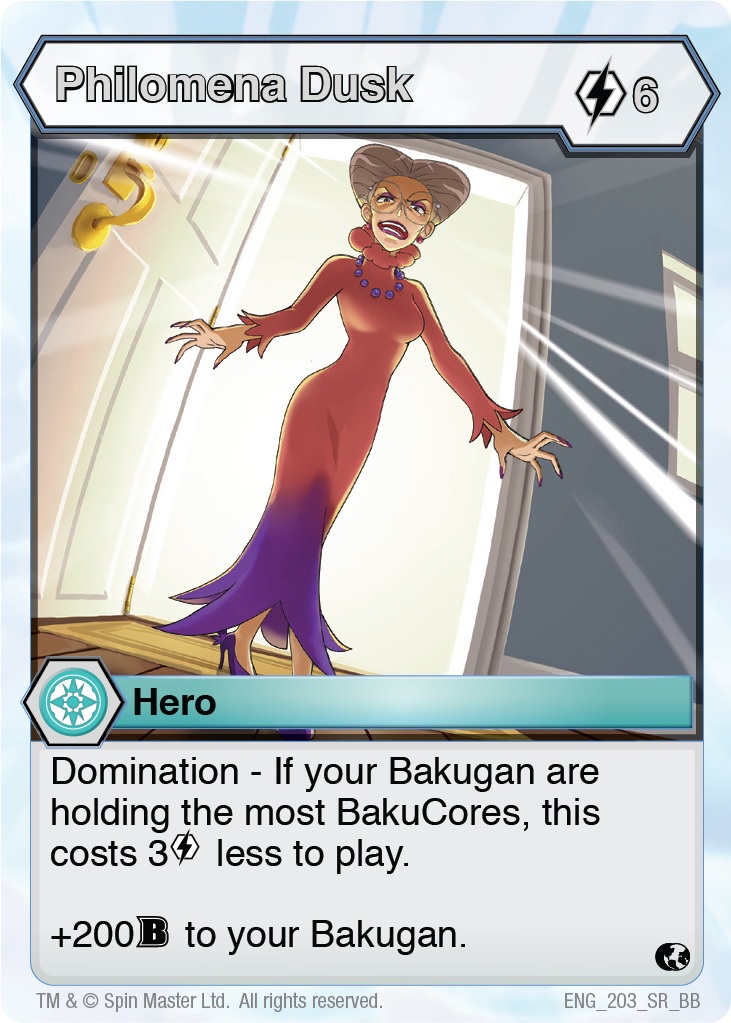 Philomena Dusk
6
Hero
Domination - If your Bakugan are
holding the most BakuCores, this
costs 3 less to play.
+200B to your Bakugan.
TM & © Spin Master Ltd. All rights reserved.
ENG_203_SR_BB